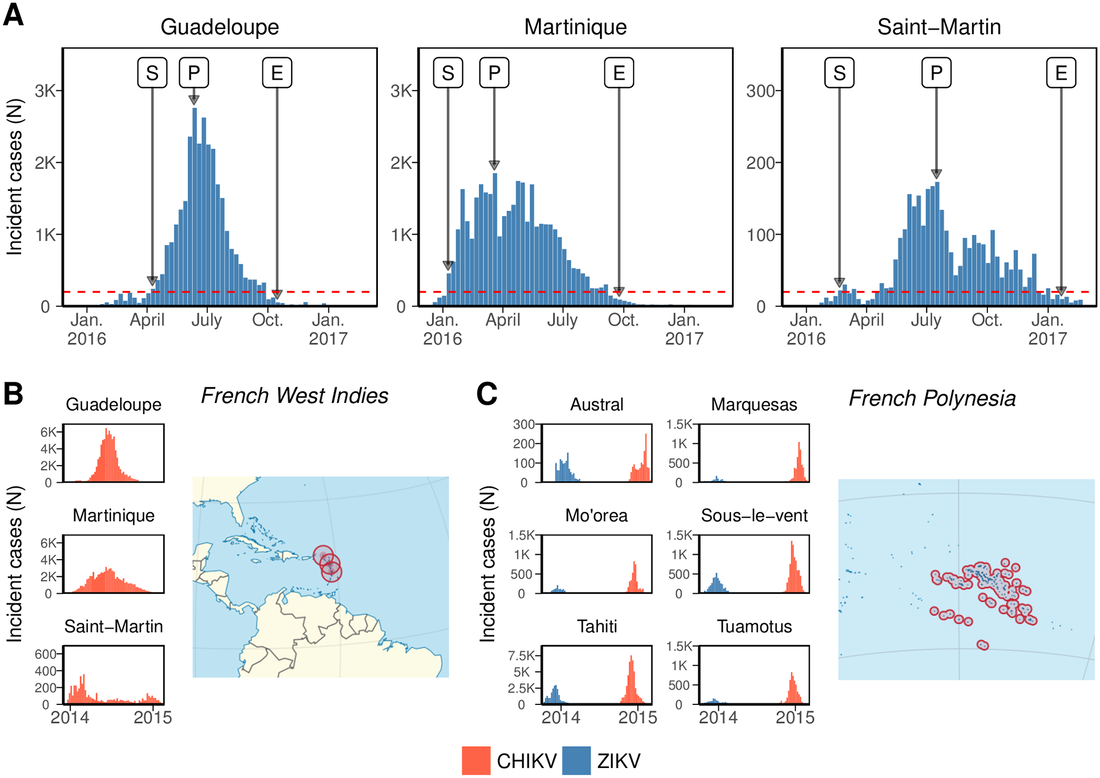 A
Guadeloupe
Martinique
Saint−Martin
Incident cases (N)
3K
2K
1K
0
S
P
E
Jan.
2016
April
July
Oct.
Jan.
2017
3K
2K
1K
0
S
P
E
Jan.
2016
April
July
Oct.
Jan.
2017
300
200
100
0
S
P
E
Jan.
2016
April
July
Oct.
Jan.
2017
B
French West Indies
Incident cases (N)
Guadeloupe
6K
4K
2K
0
Martinique
6K
4K
2K
0
Saint−Martin
600
400
200
0
2014
2015
C
French Polynesia
Incident cases (N)
Austral
300
200
100
0
Marquesas
1.5K
1K
500
0
Mo'orea
1.5K
1K
500
0
Sous−le−vent
1.5K
1K
500
0
Tahiti
7.5K
5K
2.5K
0
2014
2015
Tuamotus
1.5K
1K
500
0
2014
2015
CHIKV
ZIKV